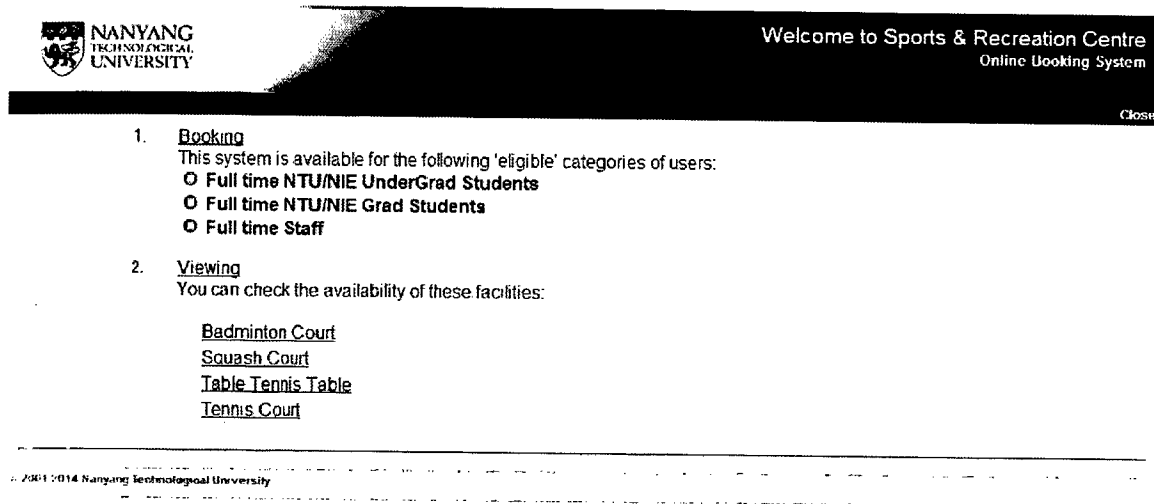 NANYANG
TECHNOLOGICAL
UNIVERSITY
Welcome to Sports & Recreation Centre
Online Booking System
Close
1. Booking
This system is available for the following 'eligible' categories of users:
O Full time NTU/NIE UnderGrad Students
O Full time NTU/NIE Grad Students
O Full time Staff
2. Viewing
You can check the availability of these facilities:
Badminton Court
Squash Court
Table Tennis Table
Tennis Court
2001 2014 Nanyang Technological University